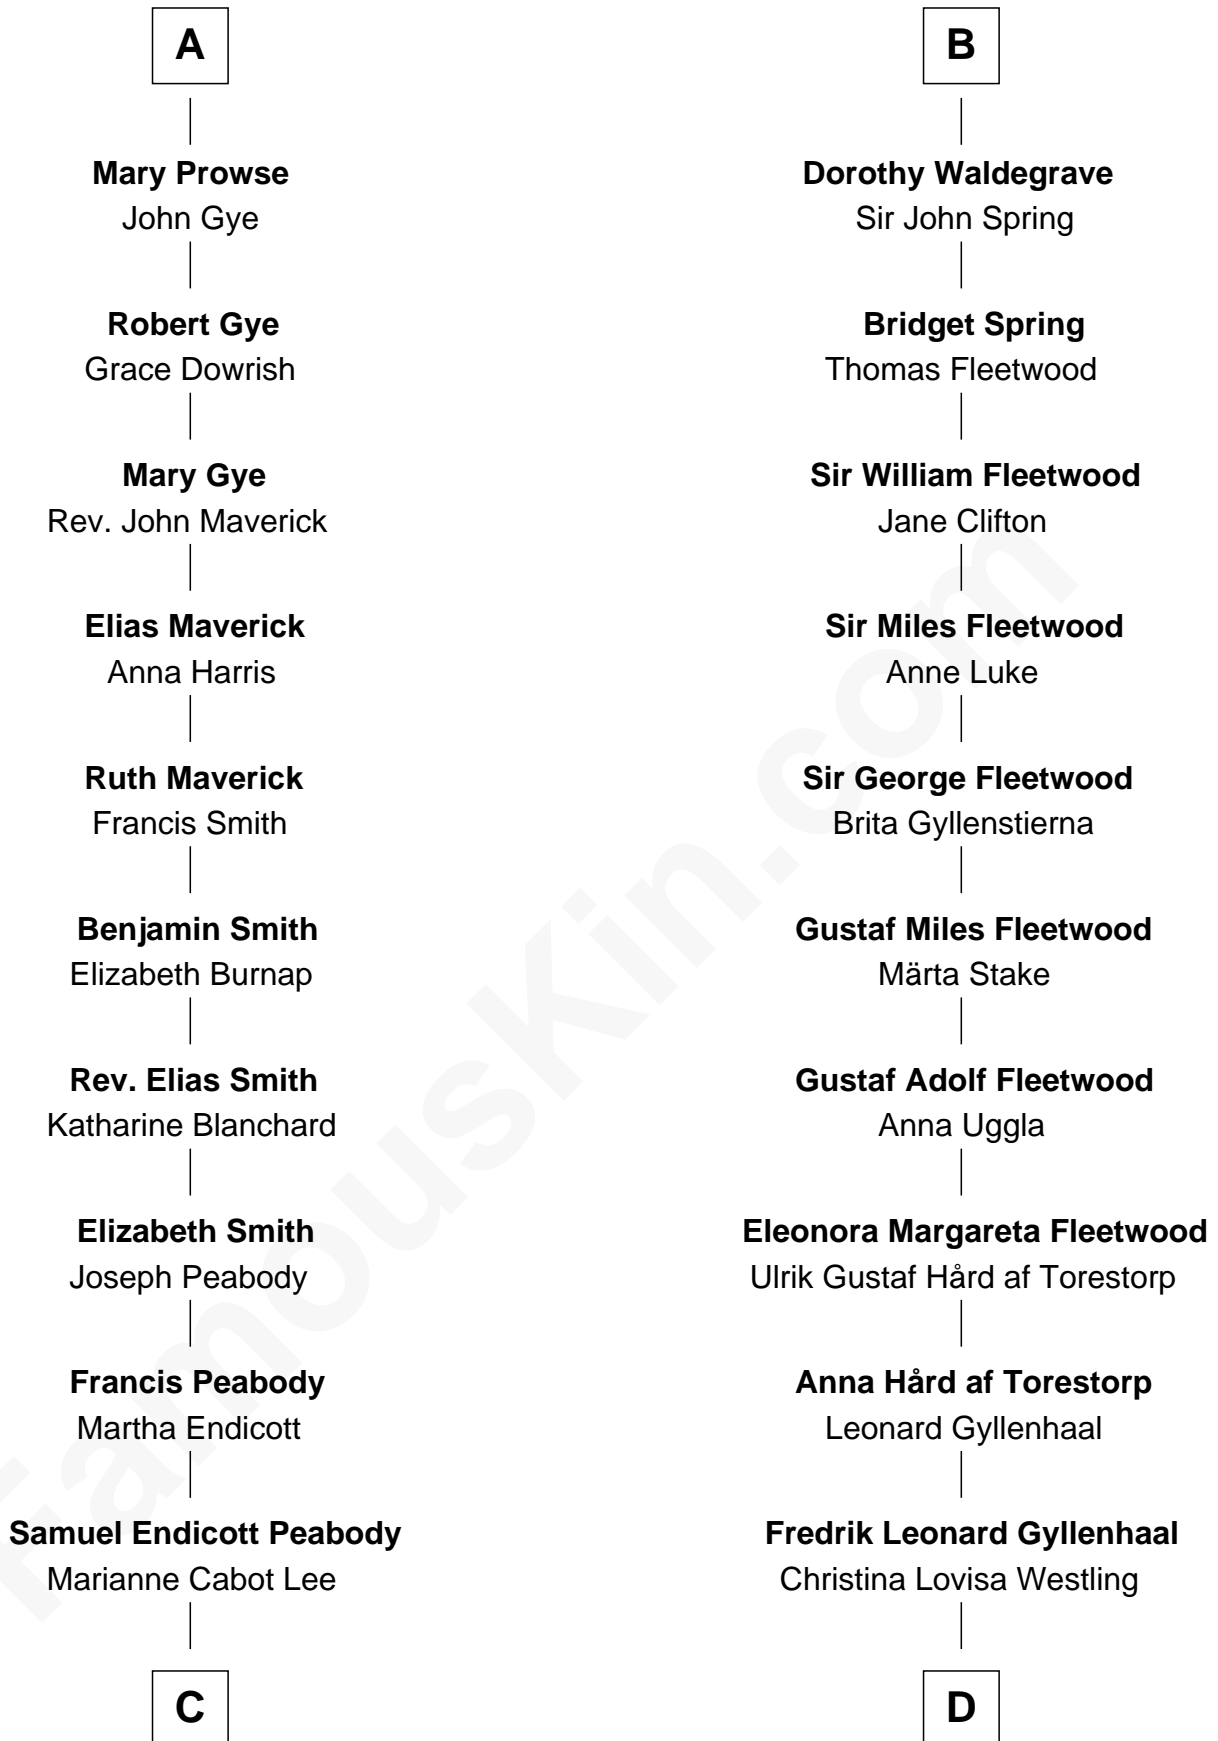 A
Mary Prowse
John Gye
Robert Gye
Grace Dowrish
Mary Gye
Rev. John Maverick
Elias Maverick
Anna Harris
Ruth Maverick
Francis Smith
Benjamin Smith
Elizabeth Burnap
Rev. Elias Smith
Katharine Blanchard
Elizabeth Smith
Joseph Peabody
Francis Peabody
Martha Endicott
Samuel Endicott Peabody
Marianne Cabot Lee
C
B
Dorothy Waldegrave
Sir John Spring
Bridget Spring
Thomas Fleetwood
Sir William Fleetwood
Jane Clifton
Sir Miles Fleetwood
Anne Luke
Sir George Fleetwood
Brita Gyllenstierna
Gustaf Miles Fleetwood
Märta Stake
Gustaf Adolf Fleetwood
Anna Uggla
Eleonora Margareta Fleetwood
Ulrik Gustaf Hård af Torestorp
Anna Hård af Torestorp
Leonard Gyllenhaal
Fredrik Leonard Gyllenhaal
Christina Lovisa Westling
D
FamousKin.com